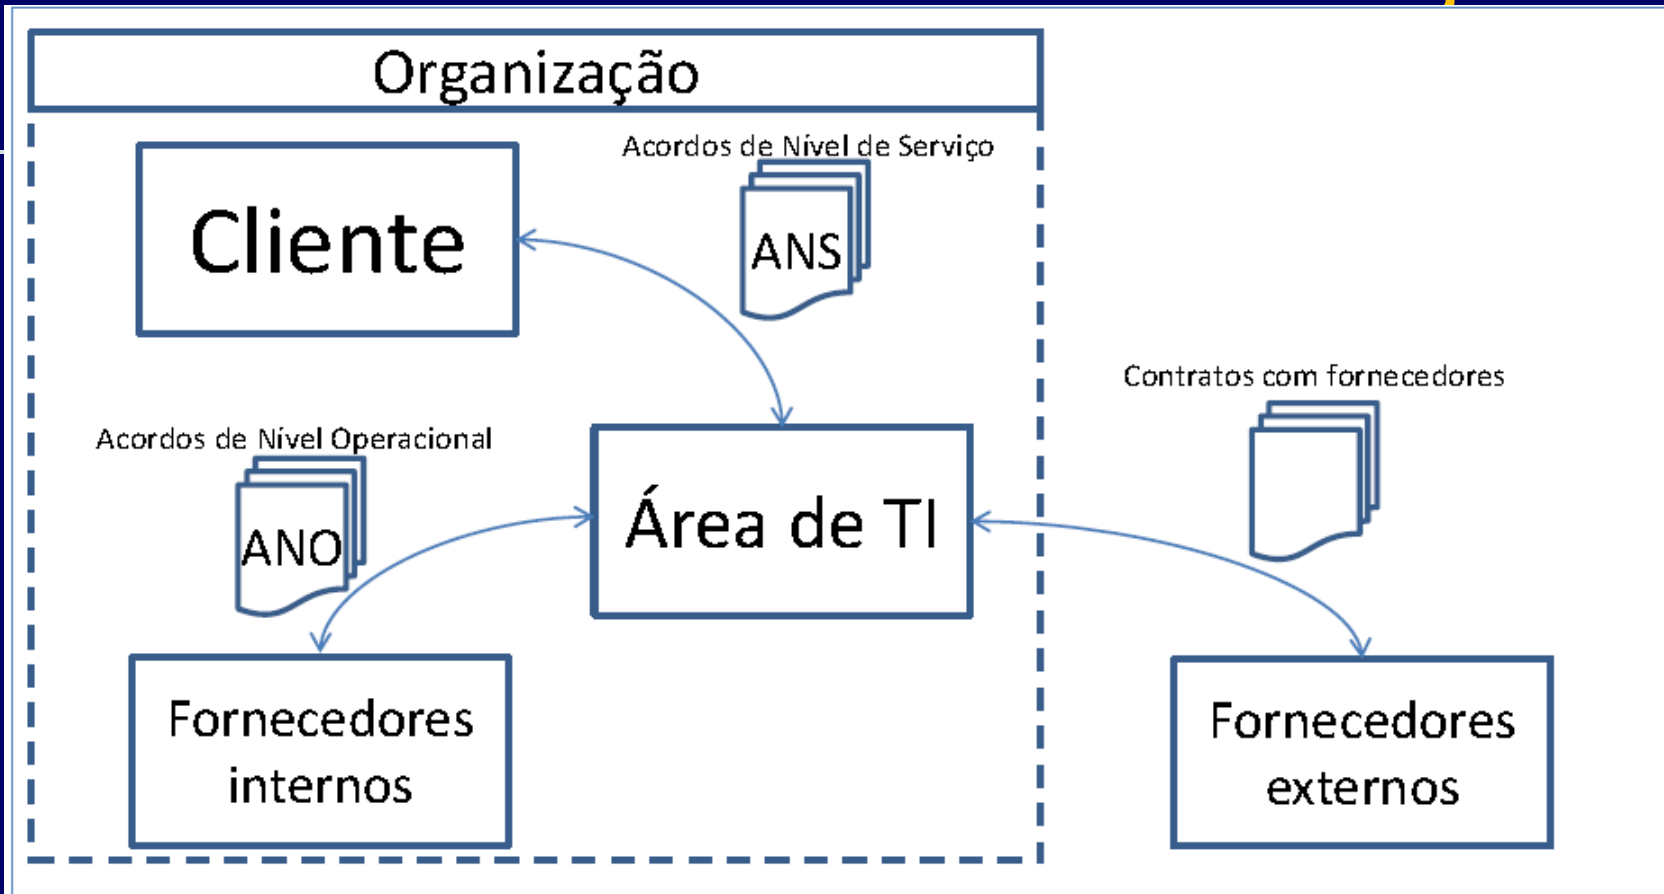 Organização
Acordos de Nível de Serviço
Cliente
ANS
Contratos com fornecedores
Acordos de Nível Operacional
ANO
Área de TI
Fornecedores
internos
Fornecedores
externos